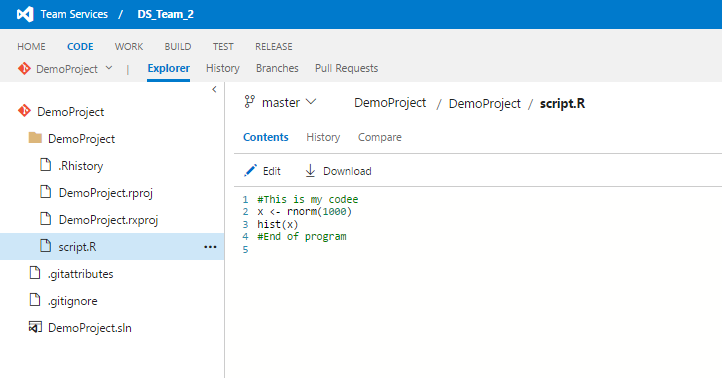 Team Services / DS_Team_2
HOME CODE WORK BUILD TEST RELEASE
DemoProject | Explorer History Branches Pull Requests
DemoProject
DemoProject
.Rhistory
DemoProject.rproj
DemoProject.rxproj
script.R ...
.gitattributes
.gitignore
DemoProject.sln
master DemoProject / DemoProject / script.R
Contents History Compare
Edit Download
1 #This is my codee
2 x <- rnorm(1000)
3 hist(x)
4 #End of program
5